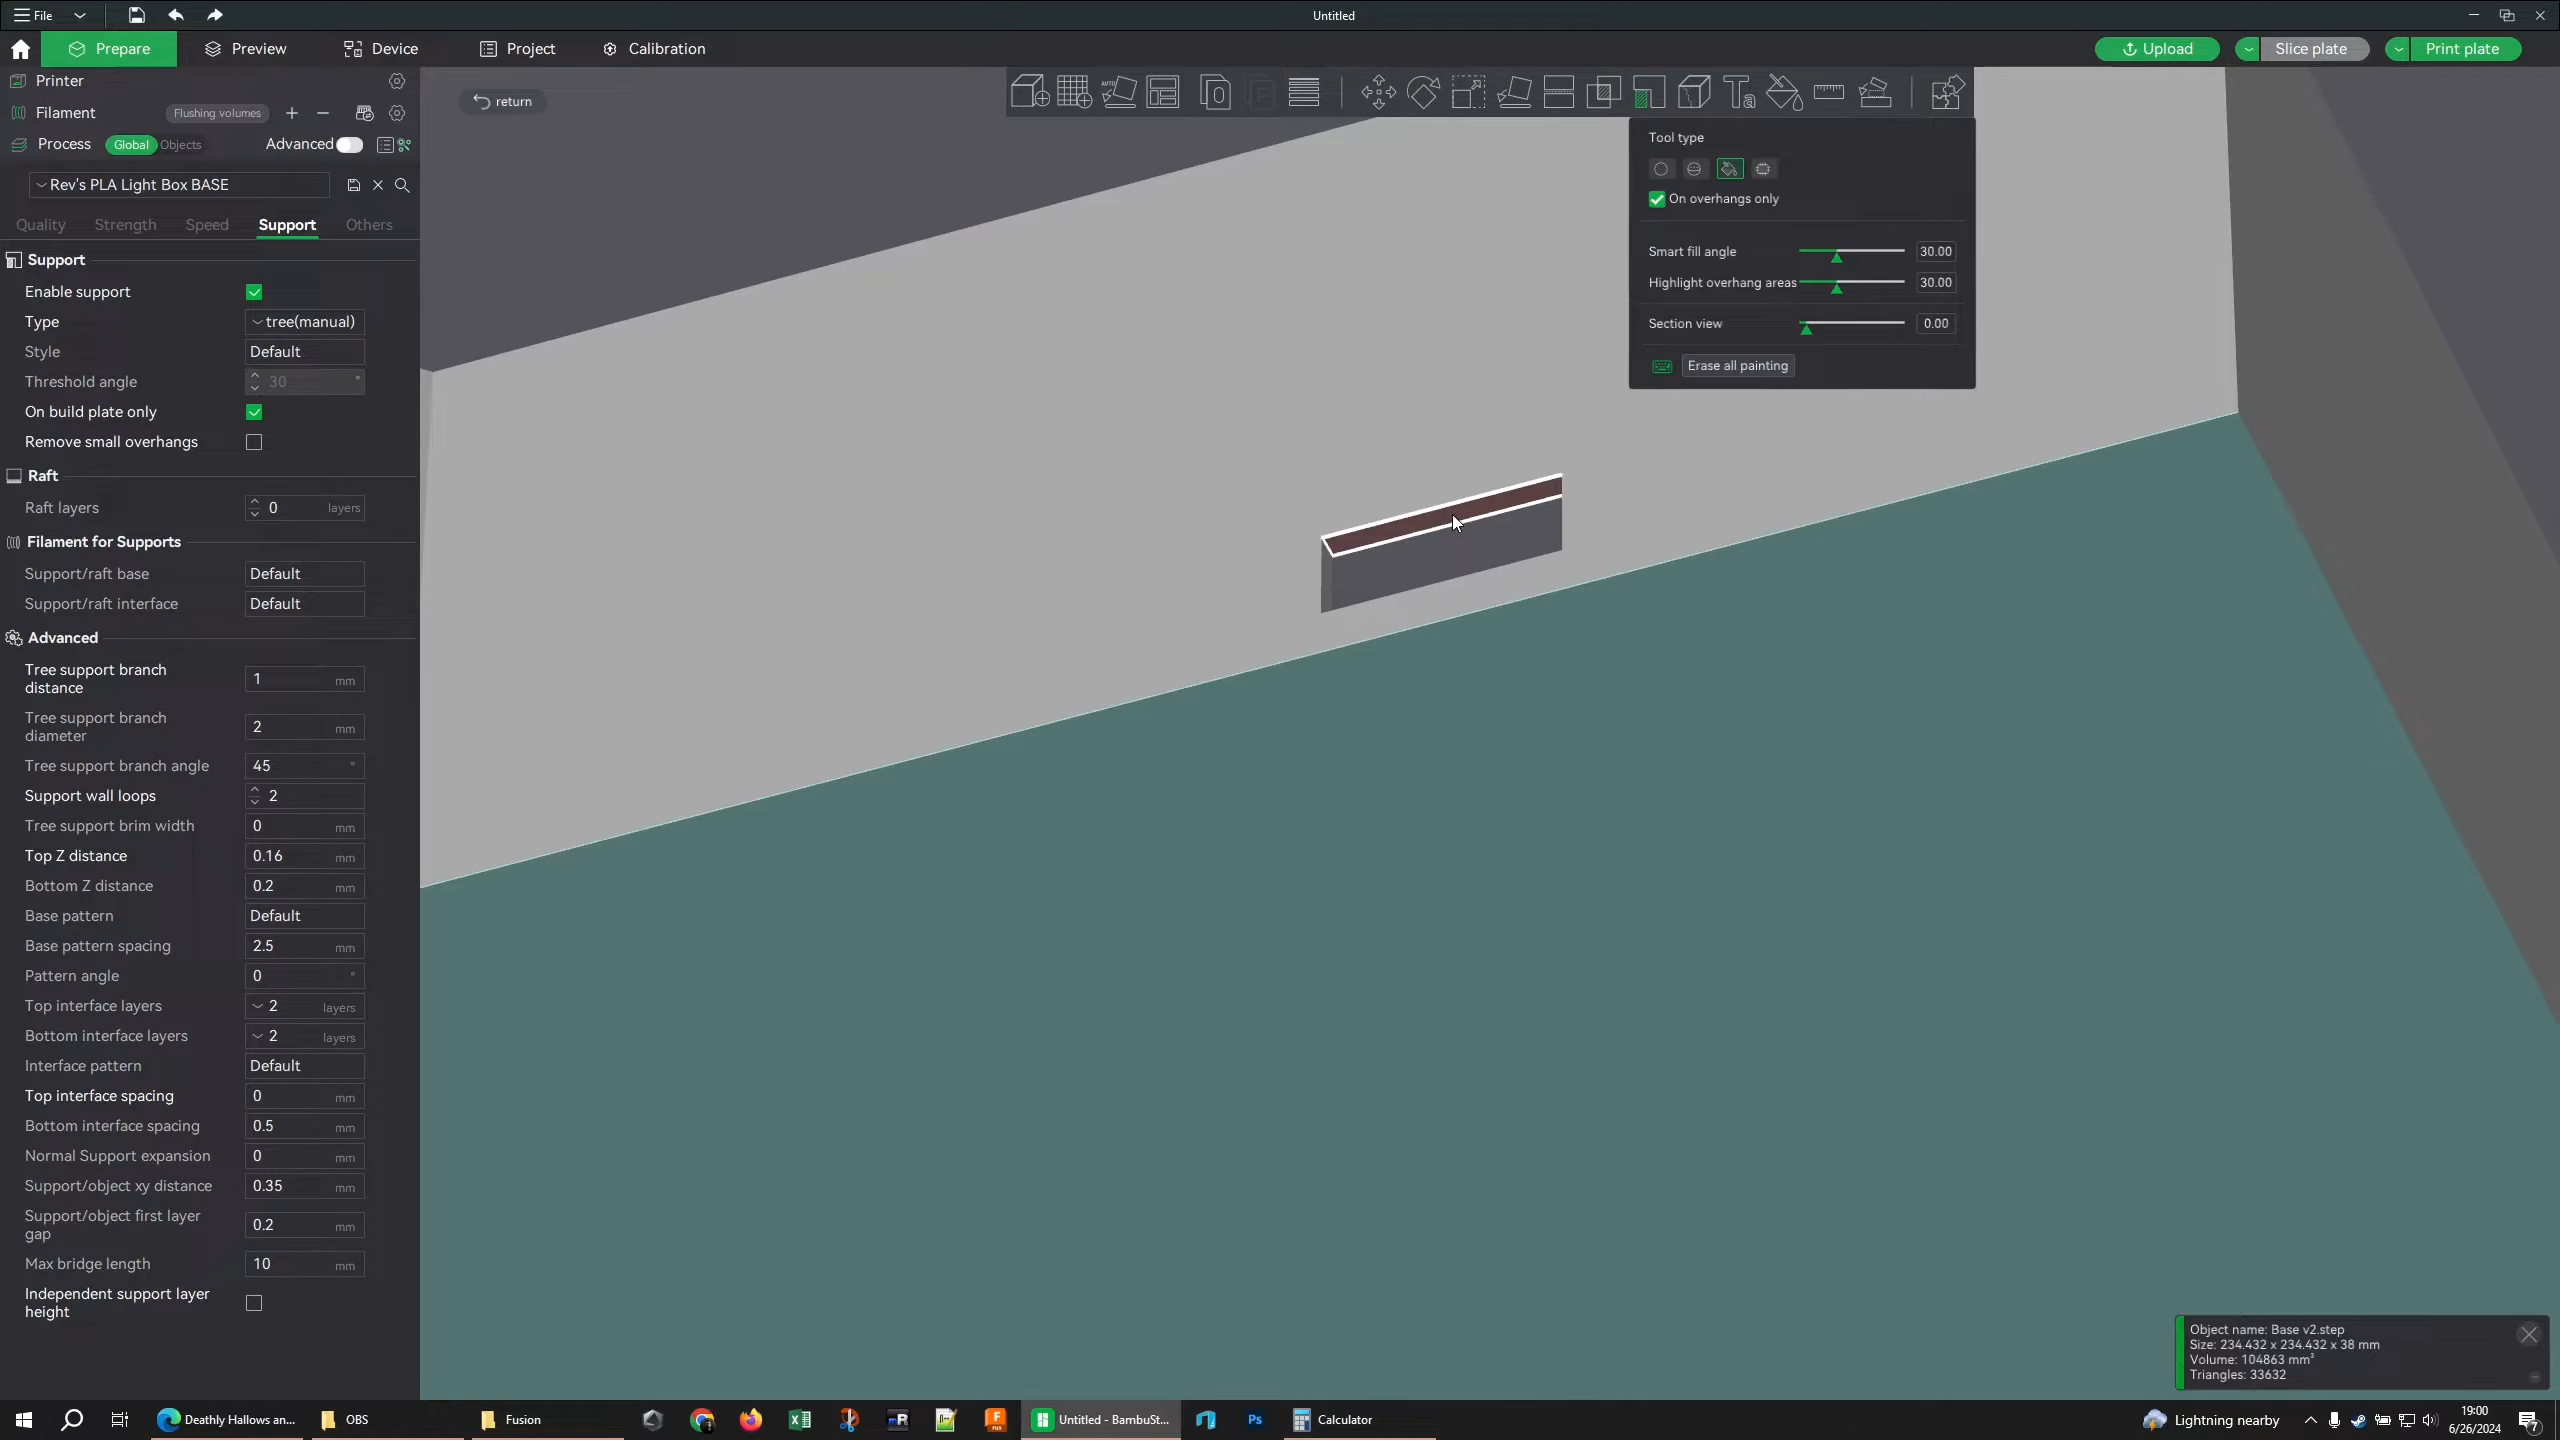 File
Untitled
Prepare
Preview
Device
Project
Calibration
Upload
Slice plate
Print plate
Printer
Filament
Flushing volumes
Process
Global
Objects
Advanced
Rev's PLA Light Box BASE
Quality
Strength
Speed
Support
Others
Support
Enable support
Type
tree(manual)
Style
Default
Threshold angle
30
°
On build plate only
Remove small overhangs
Raft
Raft layers
0
layers
Filament for Supports
Support/raft base
Default
Support/raft interface
Default
Advanced
Tree support branch
distance
1
mm
Tree support branch
diameter
2
mm
Tree support branch angle
45
°
Support wall loops
2
Tree support brim width
0
mm
Top Z distance
0.16
mm
Bottom Z distance
0.2
mm
Base pattern
Default
Base pattern spacing
2.5
mm
Pattern angle
0
°
Top interface layers
2
layers
Bottom interface layers
2
layers
Interface pattern
Default
Top interface spacing
0
mm
Bottom interface spacing
0.5
mm
Normal Support expansion
0
mm
Support/object xy distance
0.35
mm
Support/object first layer
gap
0.2
mm
Max bridge length
10
mm
Independent support layer
height
return
AUTO
Tool type
On overhangs only
Smart fill angle
30.00
Highlight overhang areas
30.00
Section view
0.00
Erase all painting
Object name: Base v2.step
Size: 234.432 x 234.432 x 38 mm
Volume: 104863 mm³
Triangles: 33632
Deathly Hallows an...
OBS
Fusion
Untitled - BambuSt...
Ps
Calculator
Lightning nearby
19:00
6/26/2024
7